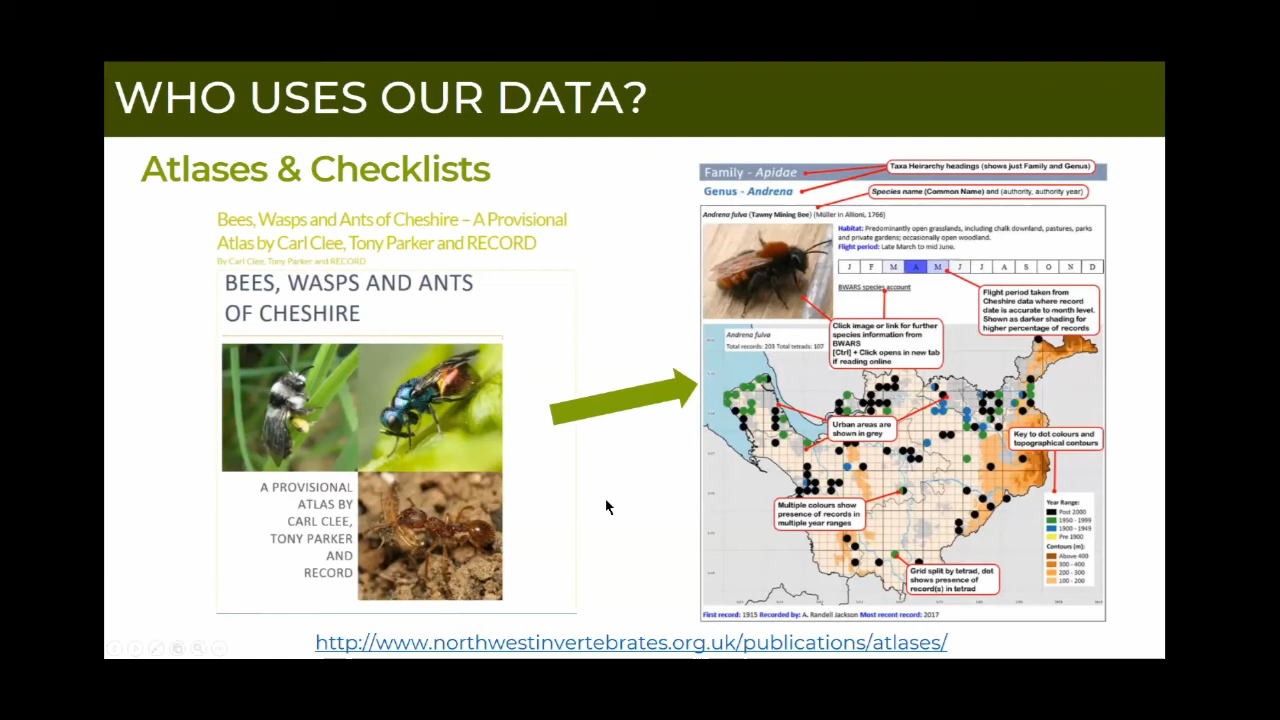 WHO USES OUR DATA?
Atlases & Checklists
Bees, Wasps and Ants of Cheshire – A Provisional
Atlas by Carl Clee, Tony Parker and RECORD
By Carl Clee, Tony Parker and RECORD
BEES, WASPS AND ANTS
OF CHESHIRE
A PROVISIONAL
ATLAS BY
CARL CLEE,
TONY PARKER
AND
RECORD
Family - Apidae
Taxa Heirarchy headings (shows just Family and Genus)
Genus - Andrena
Species name (Common Name) and (authority, authority year)
Andrena fulva (Tawny Mining Bee) (Müller in Allioni, 1766)
Habitat: Predominantly open grasslands, including chalk downland, pastures, parks
and private gardens; occasionally open woodland.
Flight period: Late March to mid June.
J F M A M J J A S O N D
BWARS species account
Flight period taken from
Cheshire data where record
date is accurate to month level.
Shown as darker shading for
higher percentage of records
Click image or link for further
species information from
BWARS
[Ctrl] + Click opens in new tab
if reading online
Andrena fulva
Total records: 203 Total tetrads: 107
Urban areas are
shown in grey
Key to dot colours and
topographical contours
Multiple colours show
presence of records in
multiple year ranges
Grid split by tetrad, dot
shows presence of
record(s) in tetrad
Year Range:
Post 2000
1950 - 1999
1900 - 1949
Pre 1900
Contours (m):
Above 400
300 - 400
200 - 300
100 - 200
First record: 1915 Recorded by: A. Randell Jackson Most recent record: 2017
http://www.northwestinvertebrates.org.uk/publications/atlases/